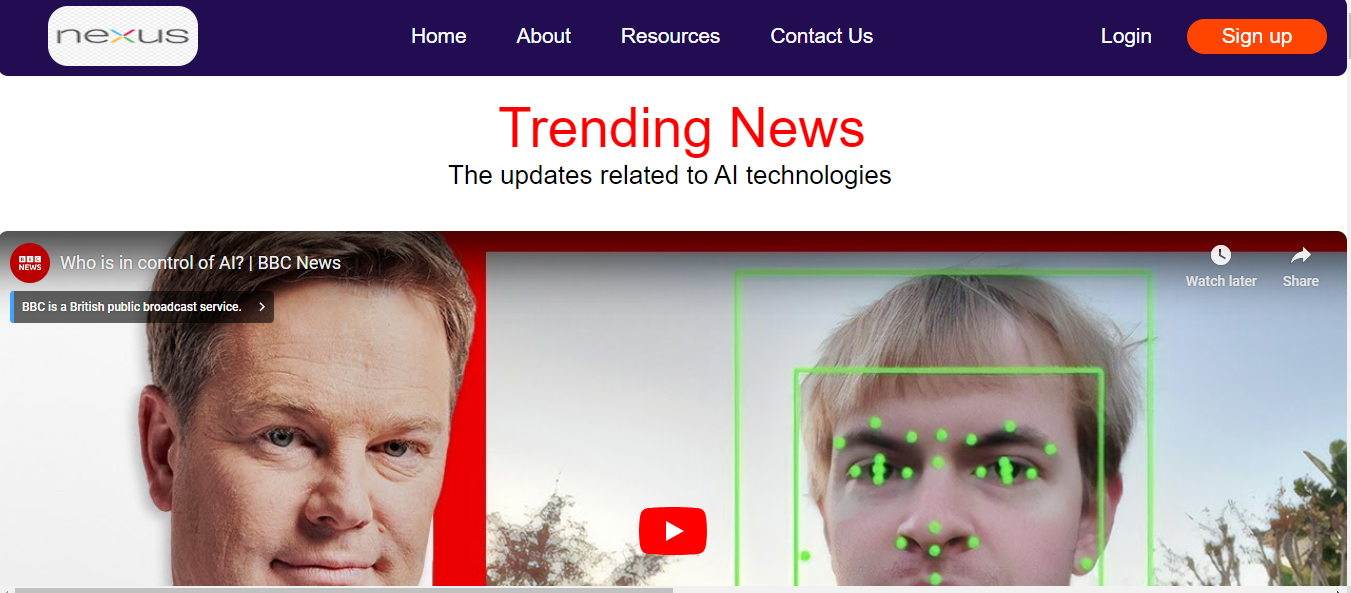 nexus
Home About Resources Contact Us Login Sign up
Trending News
The updates related to AI technologies
BBC NEWS
Who is in control of AI? | BBC News
Watch later Share
BBC is a British public broadcast service.